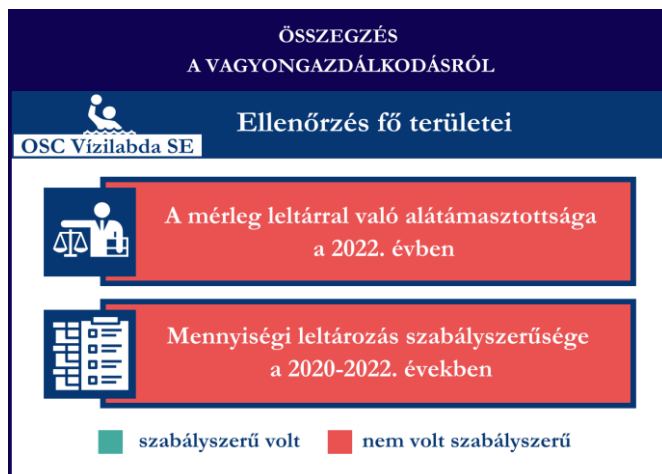 ÖSSZEGZÉS
A VAGYONGAZDÁLKODÁSRÓL
OSC Vízilabda SE
Ellenőrzés fő területei
A mérleg leltárral való alátámasztottsága
a 2022. évben
Mennyiségi leltározás szabályszerűsége
a 2020-2022. években
szabályszerű volt
nem volt szabályszerű